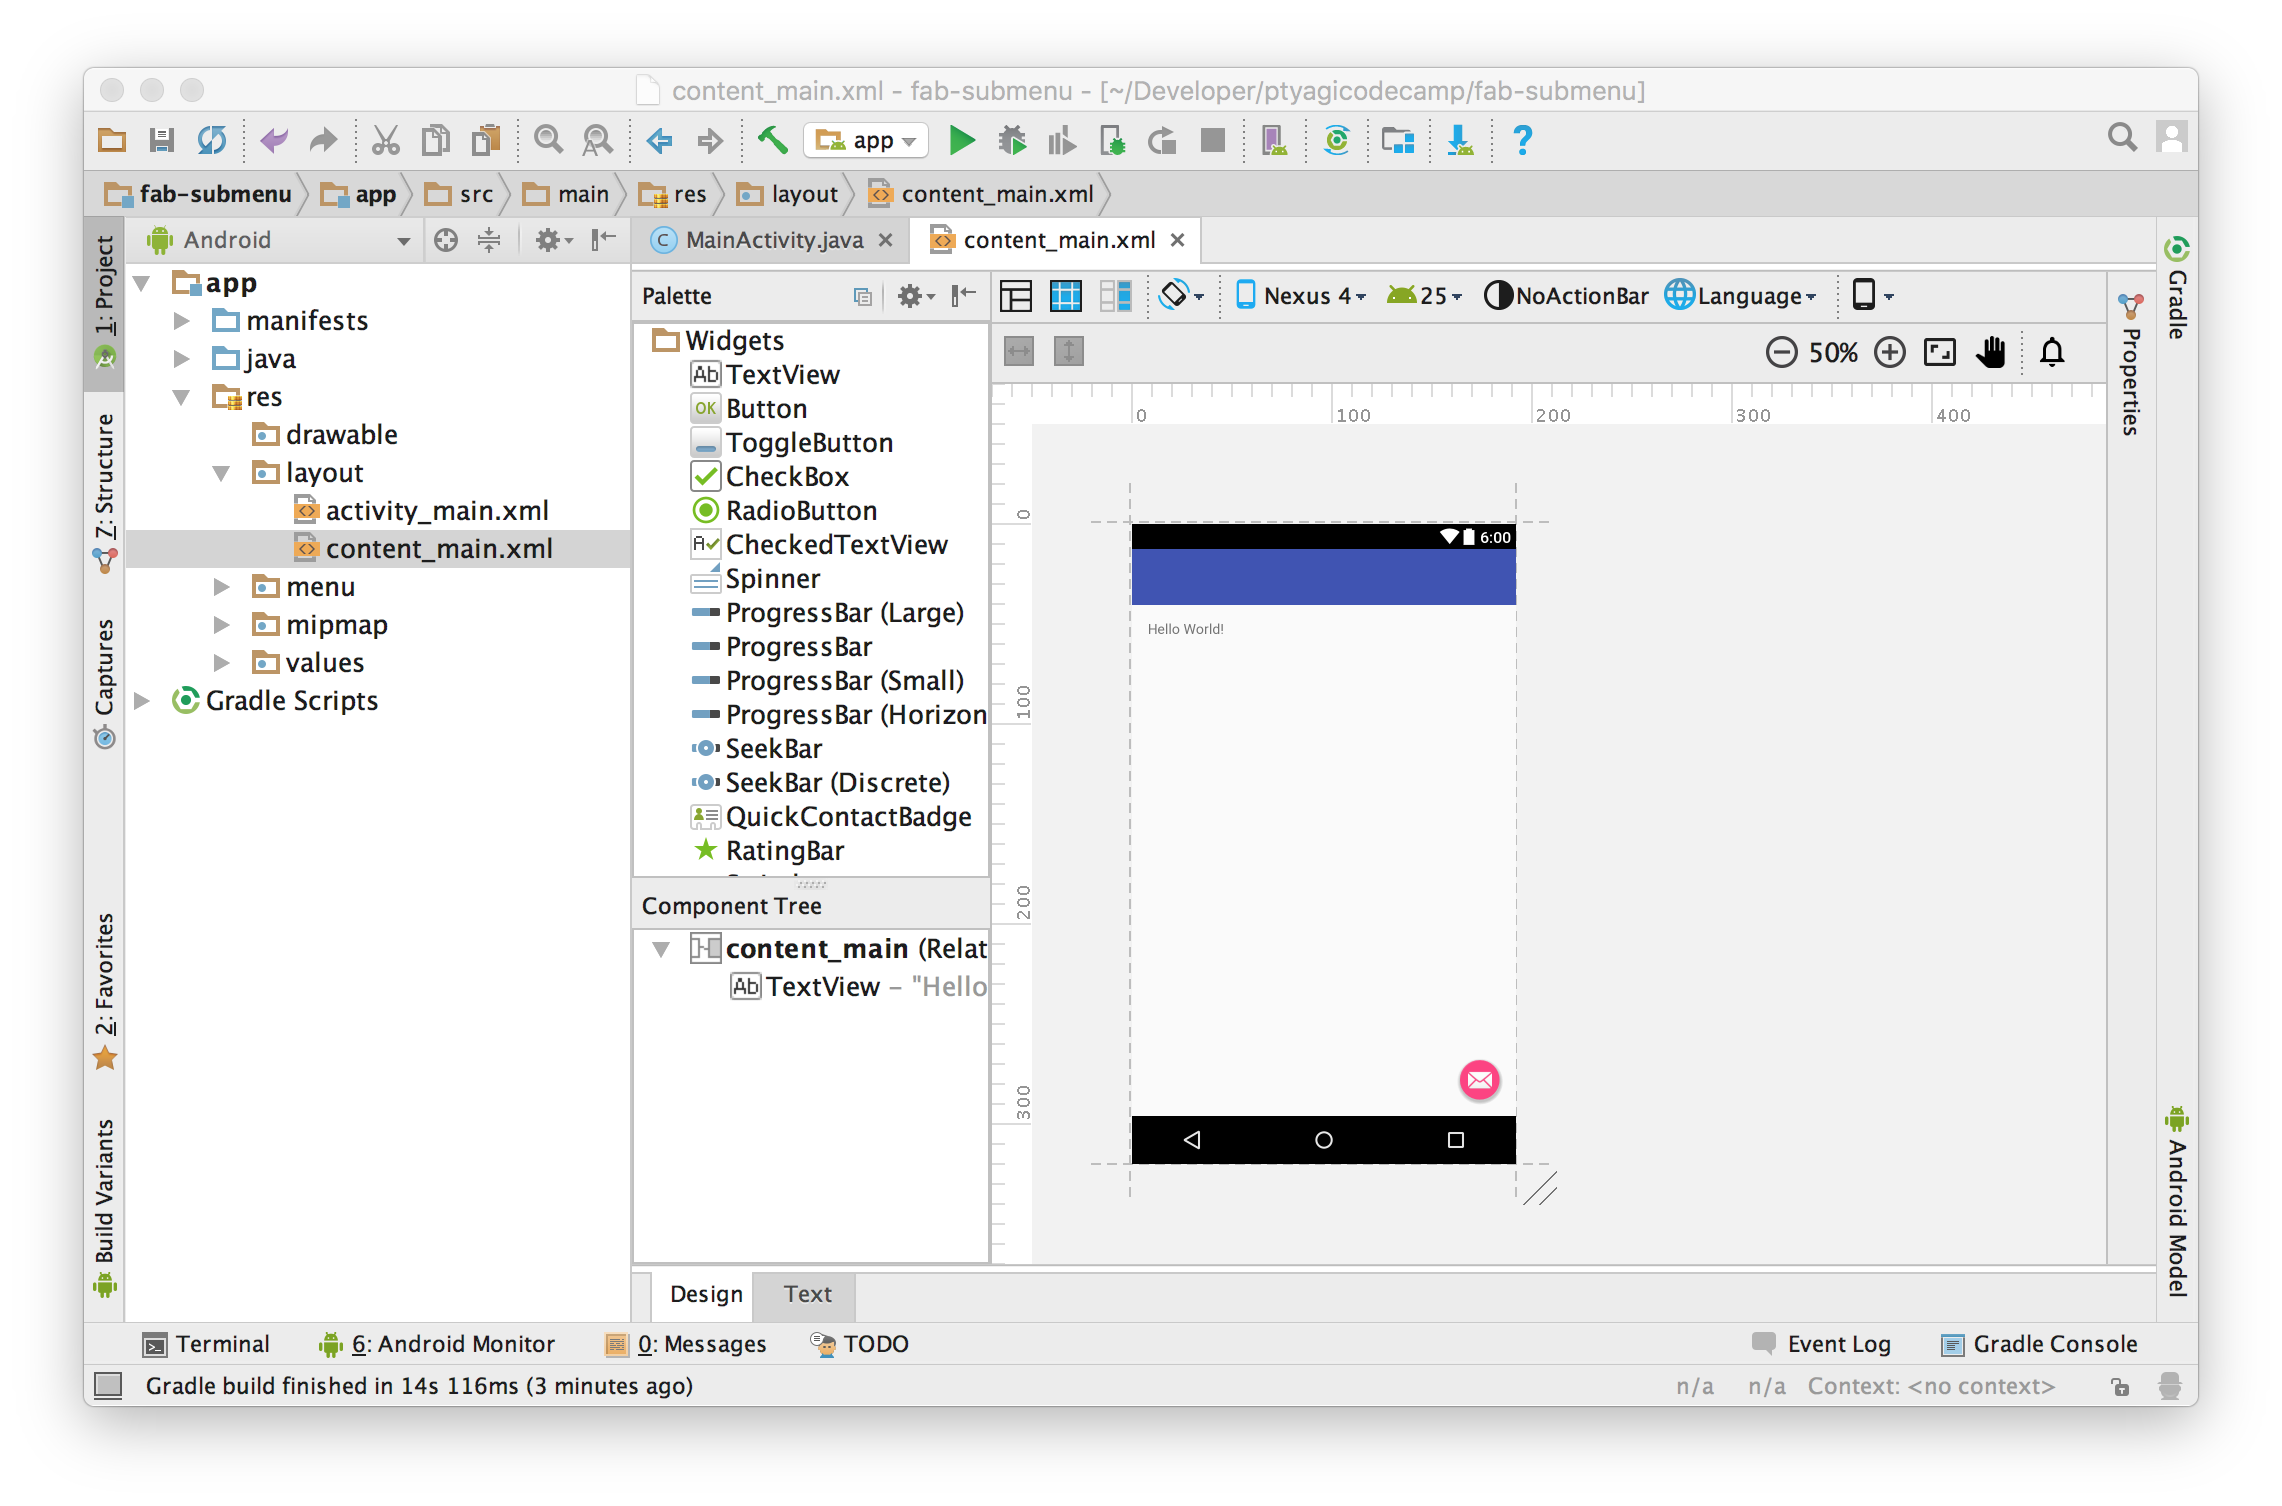 content_main.xml - fab-submenu - [~/Developer/ptyagicodecamp/fab-submenu]
app
fab-submenu app src main res layout content_main.xml
1: Project
7: Structure
Captures
2: Favorites
Build Variants
Android
app
manifests
java
res
drawable
layout
activity_main.xml
content_main.xml
menu
mipmap
values
Gradle Scripts
MainActivity.java
content_main.xml
Palette
Widgets
Ab TextView
OK Button
ToggleButton
CheckBox
RadioButton
A CheckedTextView
Spinner
ProgressBar (Large)
ProgressBar
ProgressBar (Small)
ProgressBar (Horizon
SeekBar
SeekBar (Discrete)
QuickContactBadge
RatingBar
Component Tree
content_main (Relat
Ab TextView – "Hello
Nexus 4 25 NoActionBar Language
50%
0 100 200 300 400
0
100
200
300
6:00
Hello World!
Gradle
Properties
Android Model
Design Text
Terminal 6: Android Monitor 0: Messages TODO Event Log Gradle Console
Gradle build finished in 14s 116ms (3 minutes ago) n/a n/a Context: <no context>